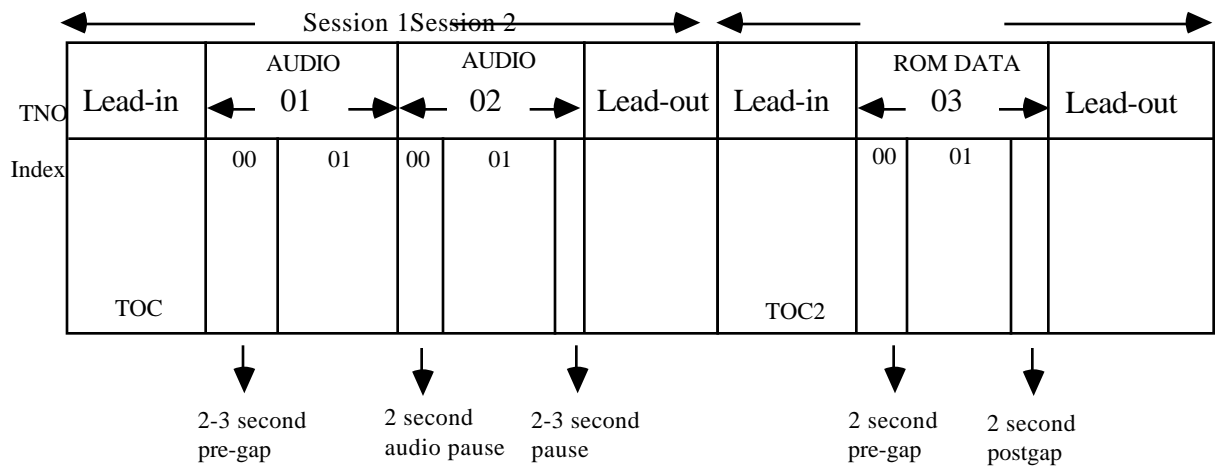 Session 1Session 2
AUDIO AUDIO ROM DATA
TNO Lead-in 01 02 Lead-out Lead-in 03 Lead-out
Index 00 01 00 01 00 01
TOC TOC2
2-3 second 2 second 2-3 second 2 second 2 second
pre-gap audio pause pause pre-gap postgap